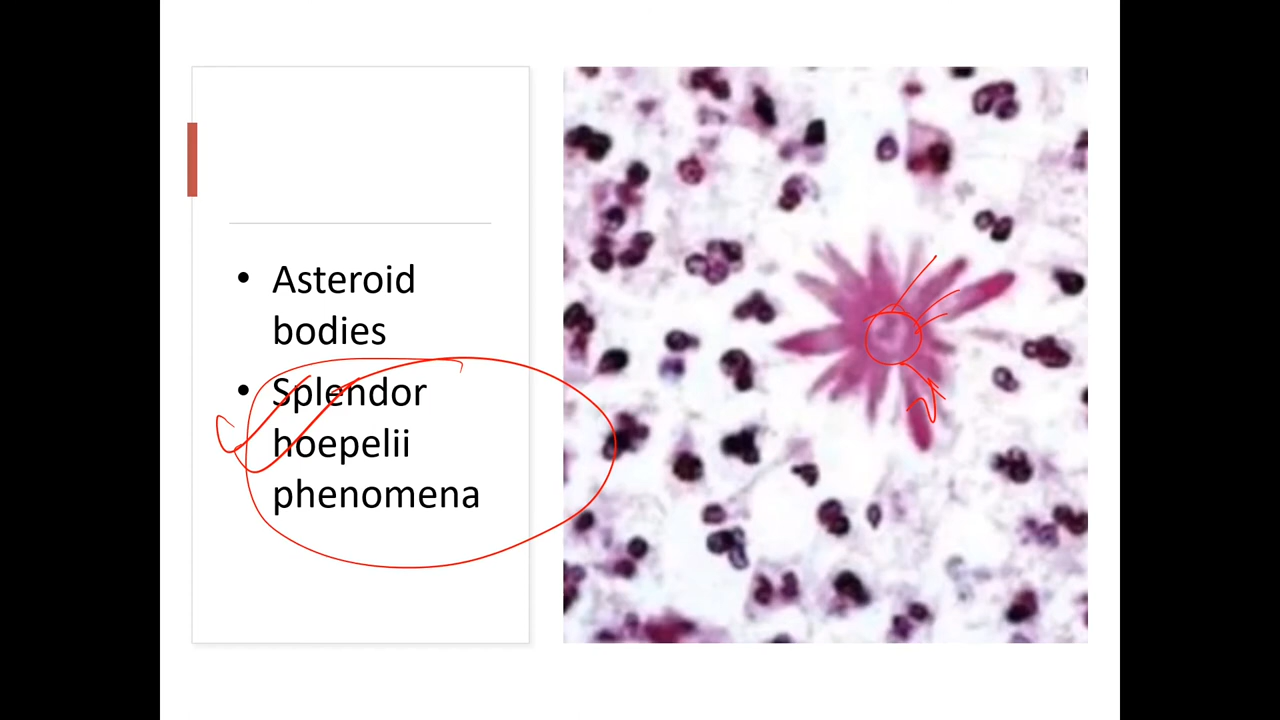 • Asteroid
bodies
• Splendor
hoepelii
phenomena